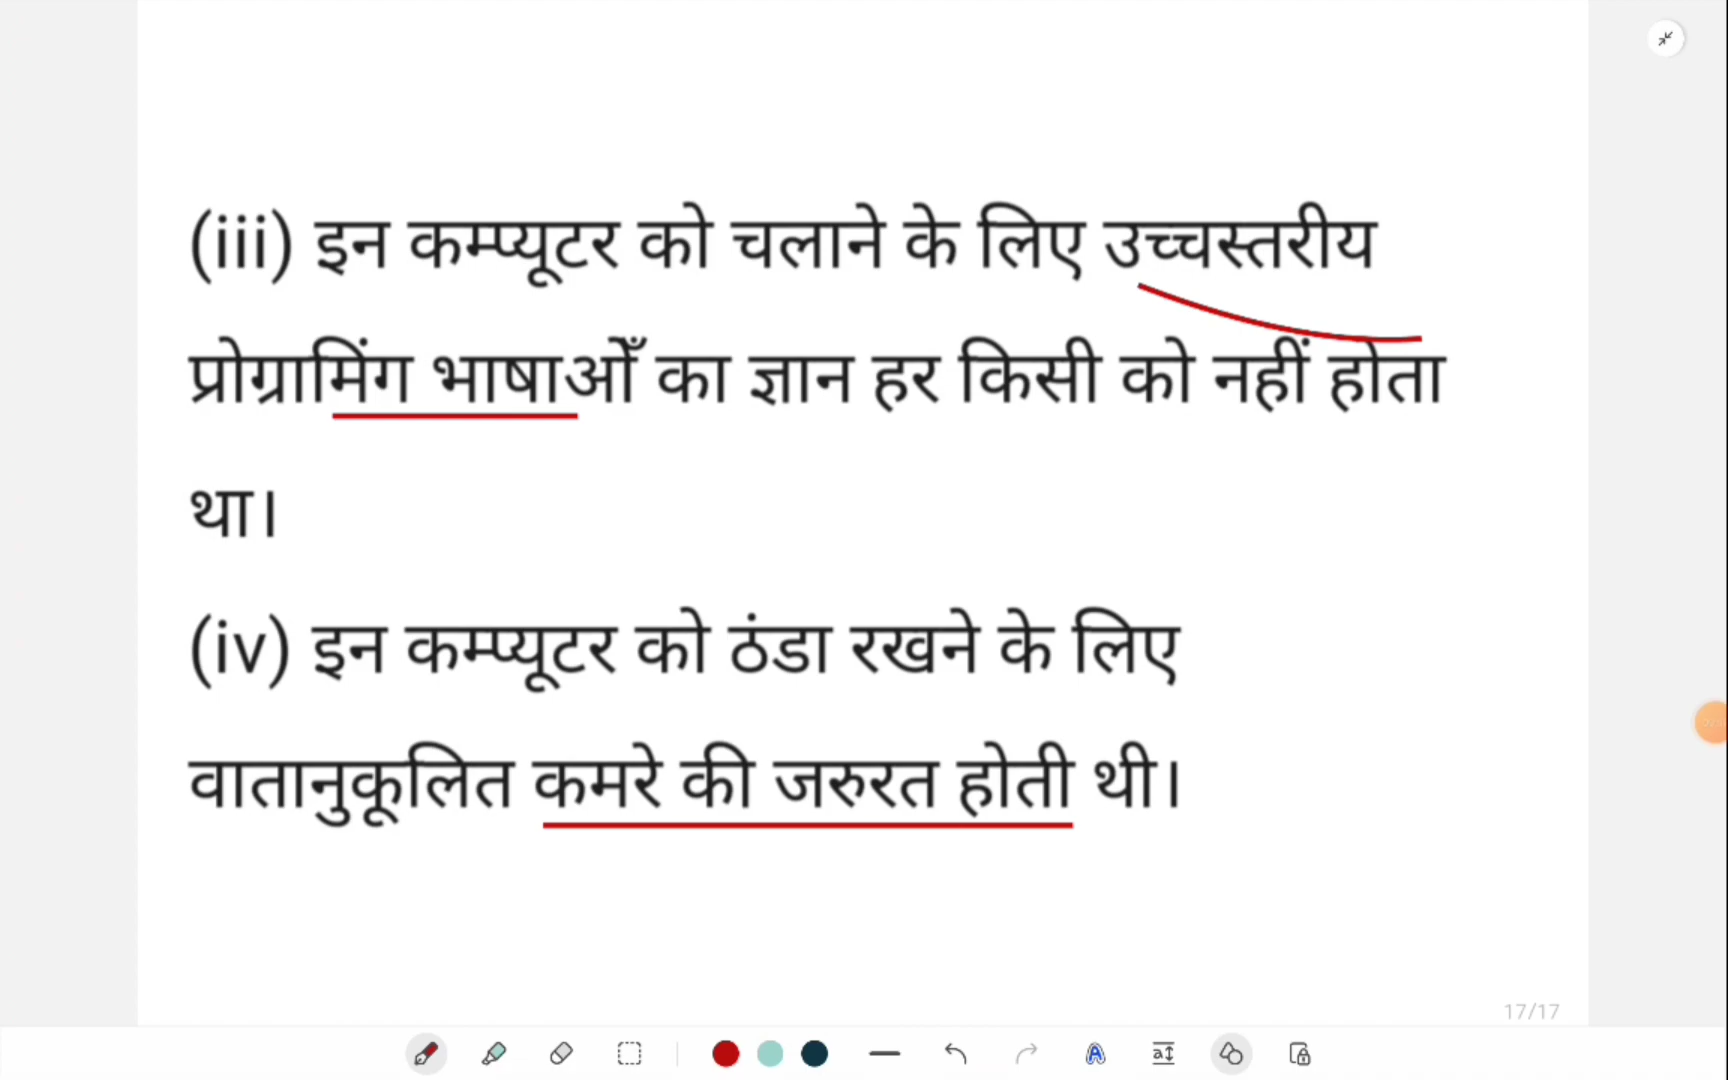 (iii) इन कम्प्यूटर को चलाने के लिए उच्चस्तरीय
प्रोग्रामिंग भाषाओँ का ज्ञान हर किसी को नहीं होता
था।
(iv) इन कम्प्यूटर को ठंडा रखने के लिए
वातानुकूलित कमरे की जरुरत होती थी।
17/17